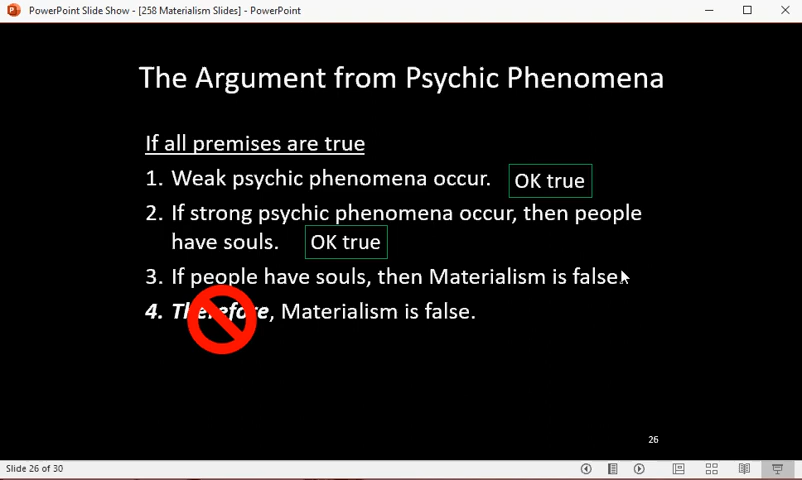 PowerPoint Slide Show - [258 Materialism Slides] - PowerPoint
The Argument from Psychic Phenomena
If all premises are true
1. Weak psychic phenomena occur. OK true
2. If strong psychic phenomena occur, then people
have souls. OK true
3. If people have souls, then Materialism is false.
4. Therefore, Materialism is false.
26
Slide 26 of 30